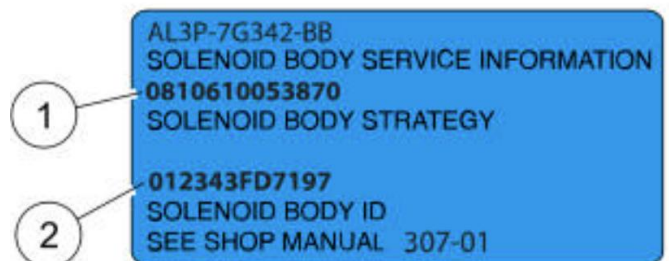 AL3P-7G342-BB
SOLENOID BODY SERVICE INFORMATION
1
0810610053870
SOLENOID BODY STRATEGY
012343FD7197
2
SOLENOID BODY ID
SEE SHOP MANUAL 307-01